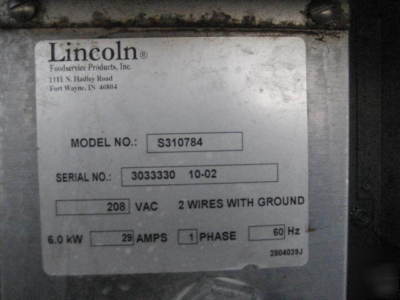 Lincoln®
Foodservice Products, Inc.
1111 N. Hadley Road
Fort Wayne, IN 46804
MODEL NO.: S310784
SERIAL NO.: 3033330 10-02
208 VAC 2 WIRES WITH GROUND
6.0 kW 29 AMPS 1 PHASE 60 Hz
2804039J